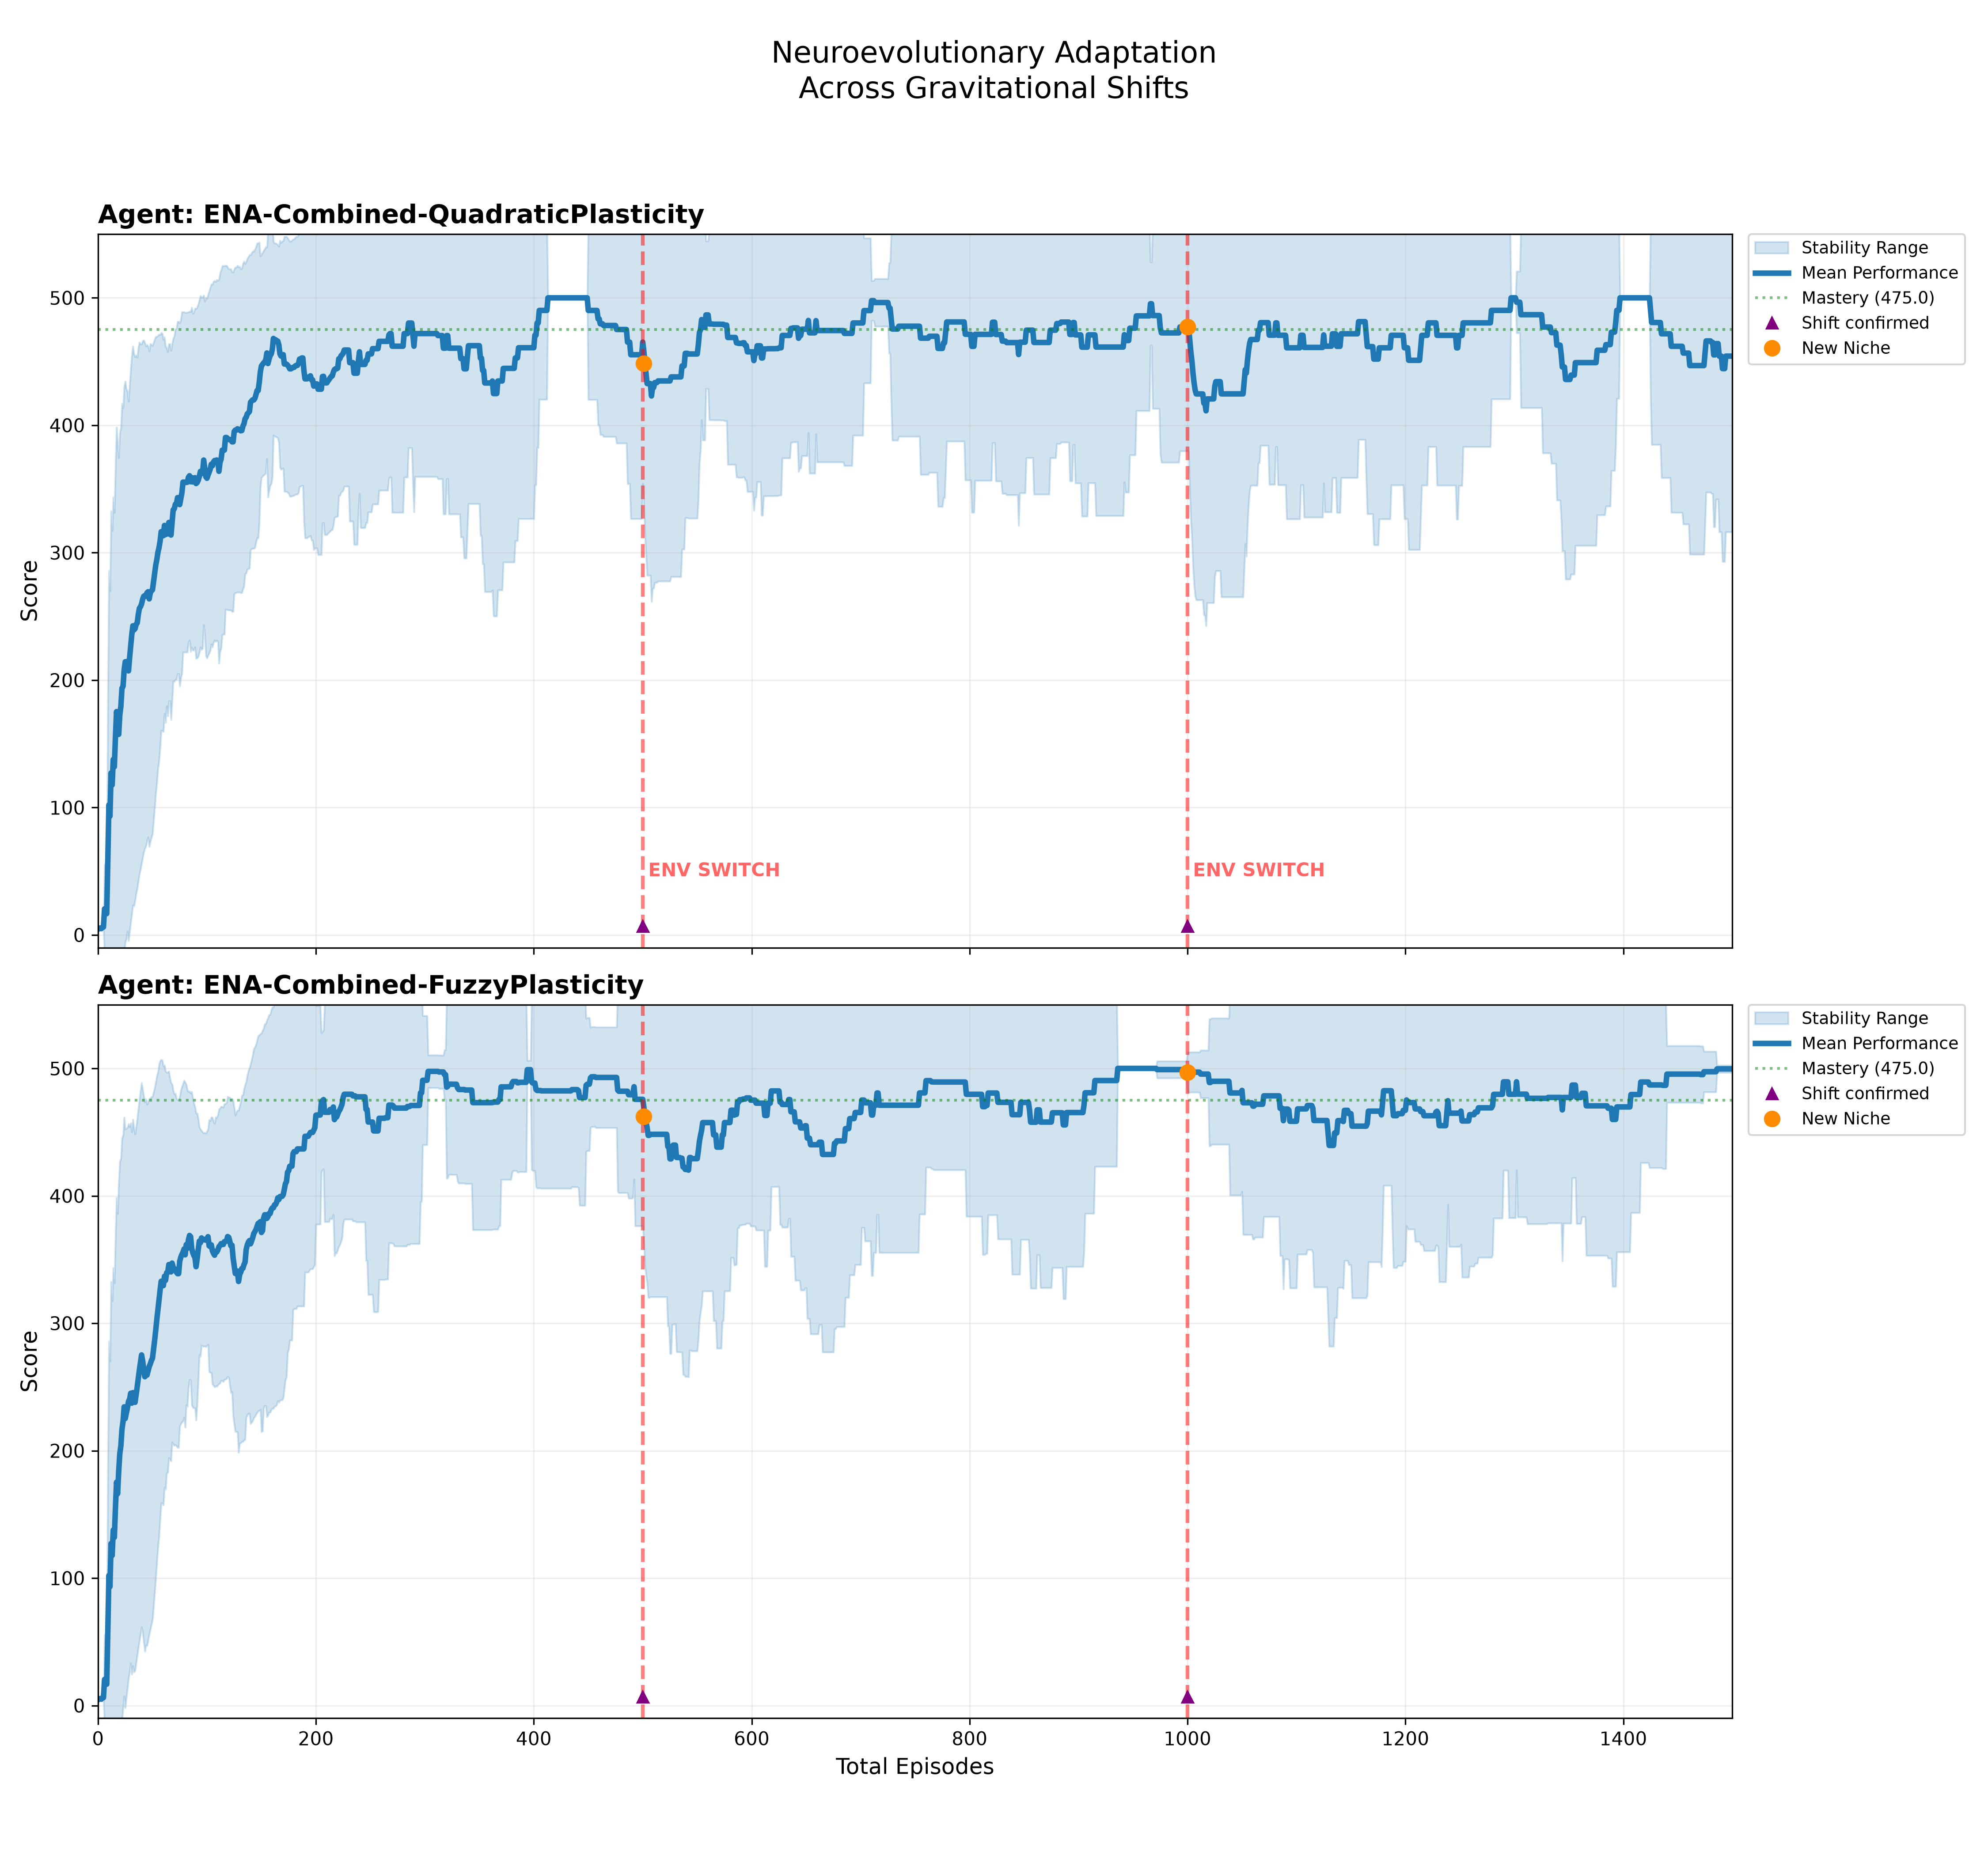 Neuroevolutionary Adaptation
Across Gravitational Shifts
Agent: ENA-Combined-QuadraticPlasticity
Score
500
400
300
200
100
0
ENV SWITCH
ENV SWITCH
Stability Range
Mean Performance
Mastery (475.0)
Shift confirmed
New Niche
Agent: ENA-Combined-FuzzyPlasticity
Score
500
400
300
200
100
0
0
200
400
600
800
1000
1200
1400
Total Episodes
Stability Range
Mean Performance
Mastery (475.0)
Shift confirmed
New Niche